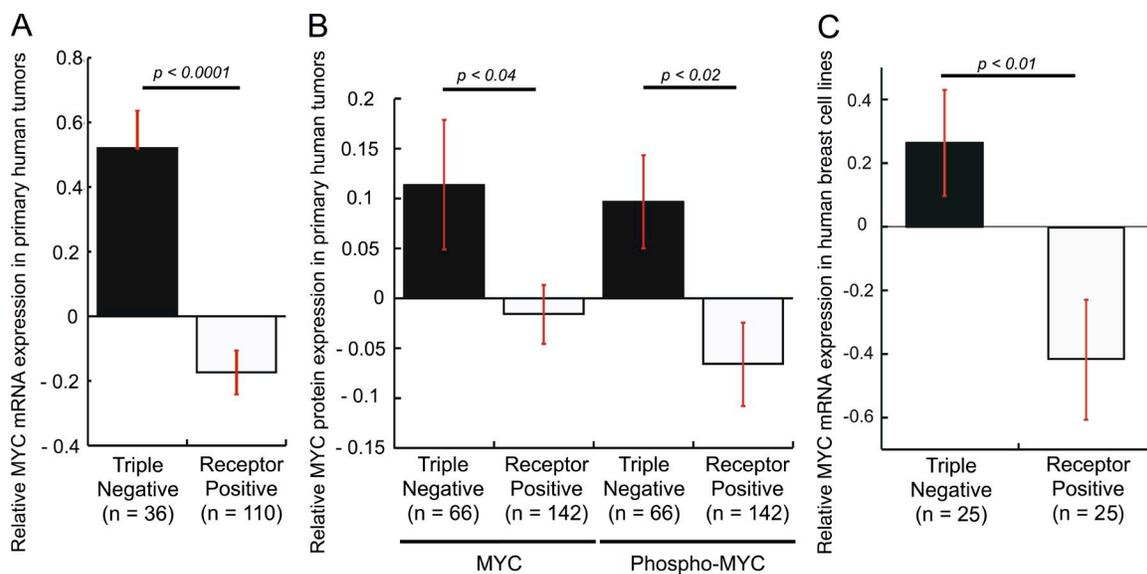 A
Relative MYC mRNA expression in primary human tumors
0.8
0.6
0.4
0.2
0
- 0.2
- 0.4
p < 0.0001
Triple
Negative
(n = 36)
Receptor
Positive
(n = 110)
B
Relative MYC protein expression in primary human tumors
0.2
0.15
0.1
0.05
0
- 0.05
- 0.1
- 0.15
p < 0.04
p < 0.02
Triple
Negative
(n = 66)
Receptor
Positive
(n = 142)
Triple
Negative
(n = 66)
Receptor
Positive
(n = 142)
MYC
Phospho-MYC
C
Relative MYC mRNA expression in human breast cell lines
0.4
0.2
0
-0.2
-0.4
-0.6
p < 0.01
Triple
Negative
(n = 25)
Receptor
Positive
(n = 25)